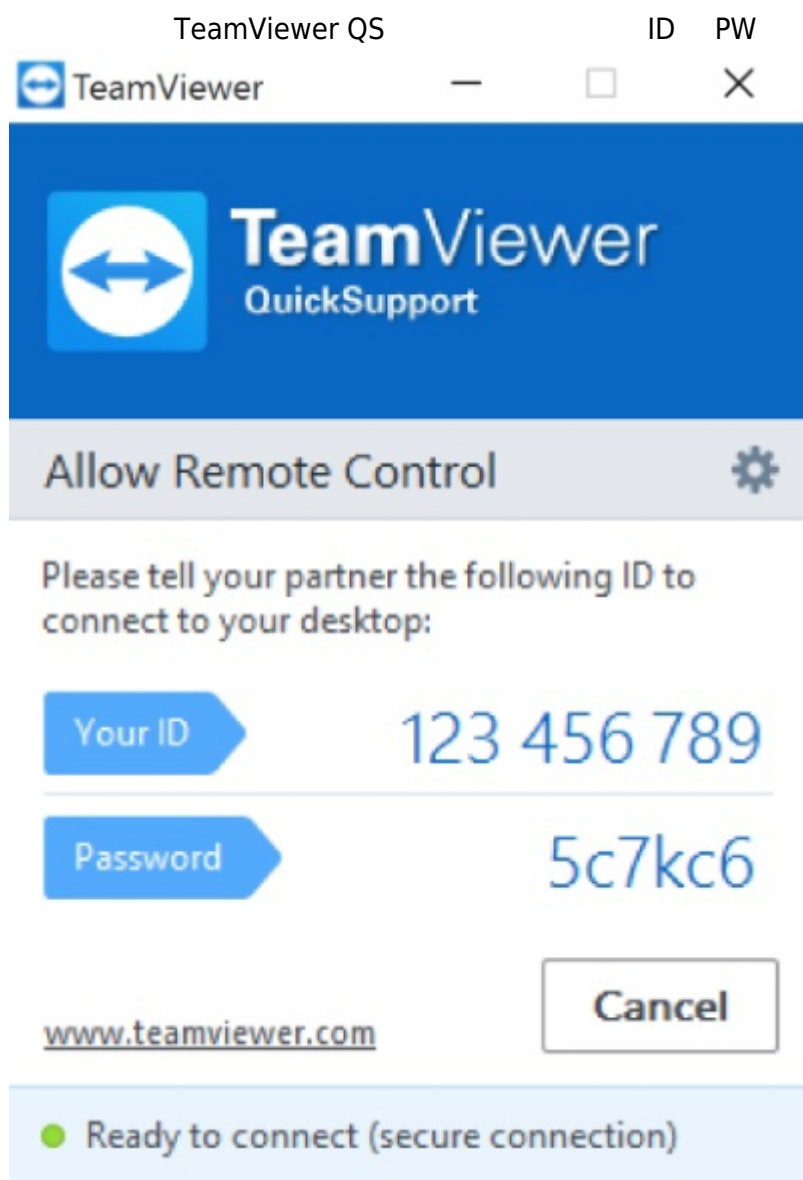 TeamViewer QS ID PW
TeamViewer
TeamViewer
QuickSupport
Allow Remote Control
Please tell your partner the following ID to
connect to your desktop:
Your ID 123 456 789
Password 5c7kc6
Cancel
www.teamviewer.com
Ready to connect (secure connection)